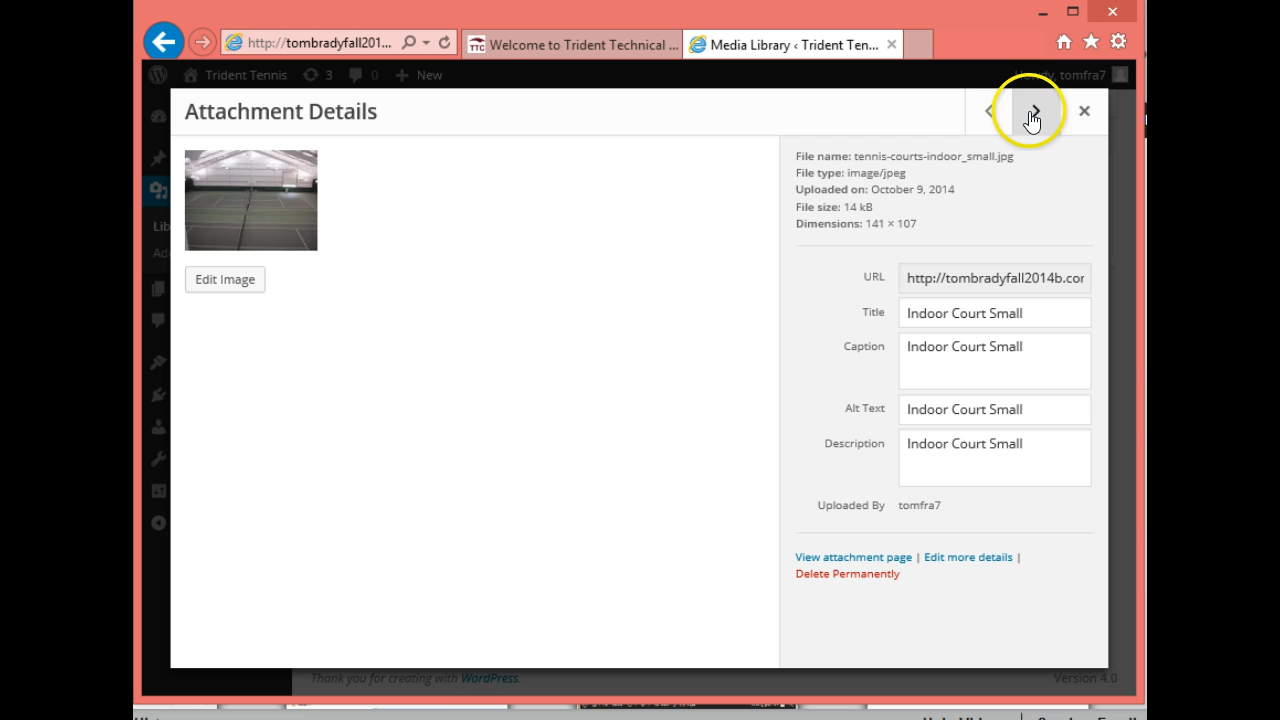 http://tombradyfall201...
Welcome to Trident Technical ...
Media Library ‹ Trident Ten...
Trident Tennis
3
0
New
tomfra7
Attachment Details
File name: tennis-courts-indoor_small.jpg
File type: image/jpeg
Uploaded on: October 9, 2014
File size: 14 kB
Dimensions: 141 × 107
Edit Image
URL
http://tombradyfall2014b.cor
Title
Indoor Court Small
Caption
Indoor Court Small
Alt Text
Indoor Court Small
Description
Indoor Court Small
Uploaded By
tomfra7
View attachment page | Edit more details |
Delete Permanently
Thank you for creating with WordPress.
Version 4.0